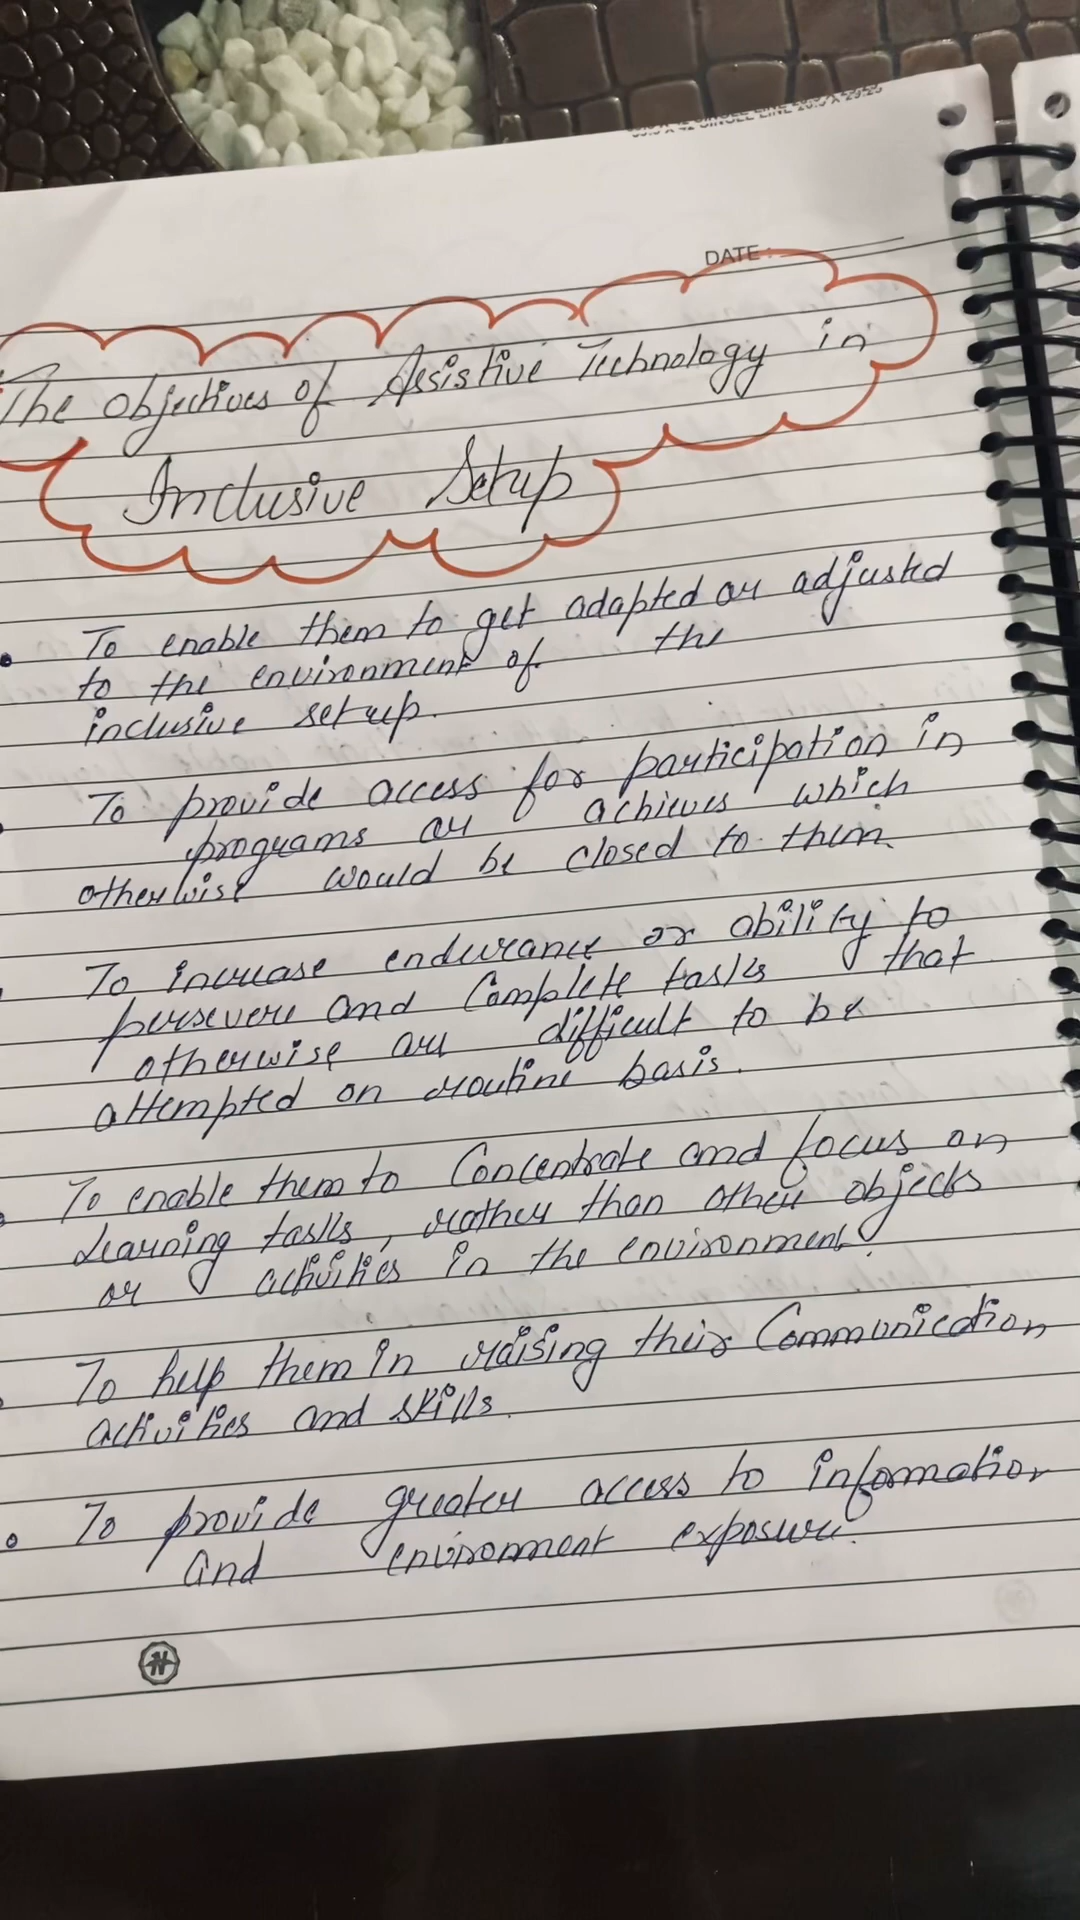 DATE :
The Objectives of Assistive Technology in
Inclusive Setup
• To enable them to get adapted or adjusted
to the environment of the
inclusive setup.
To provide access for participation in
programs or achieves which
otherwise would be closed to them.
To increase endurance or ability to
persevere and Complete tasks that
otherwise are difficult to be
attempted on routine basis.
To enable them to Concentrate and focus on
learning tasks, rather than other objects
or activities in the environment.
To help them in raising their Communication
activities and skills.
• To provide greater access to information
and environment exposure.